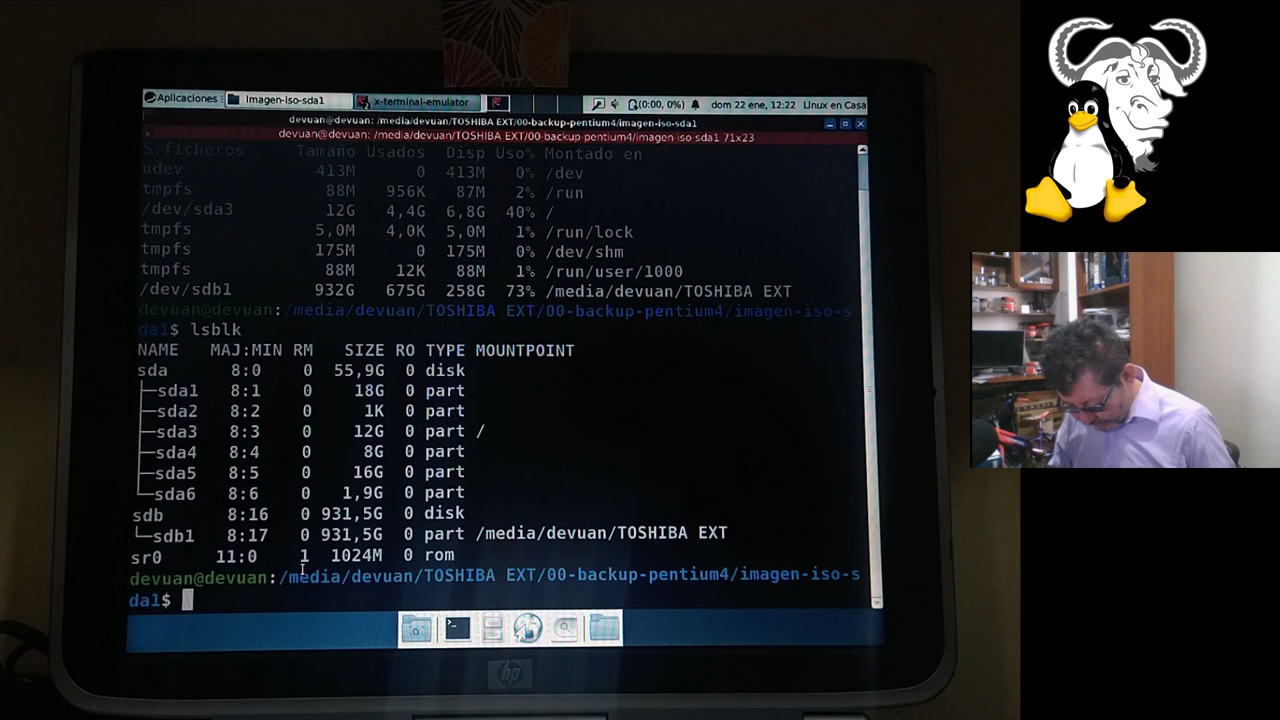 Aplicaciones Imagen-iso-sda1 x-terminal-emulator (0:00, 0%) dom 22 ene, 12:22 Linux en Casa
devuan@devuan: /media/devuan/TOSHIBA EXT/00-backup-pentium4/imagen-iso-sda1
devuan@devuan: /media/devuan/TOSHIBA EXT/00-backup-pentium4/imagen-iso sda1 71x23
S.ficheros Tamaño Usados Disp Uso% Montado en
udev 413M 0 413M 0% /dev
tmpfs 88M 956K 87M 2% /run
/dev/sda3 12G 4,4G 6,8G 40% /
tmpfs 5,0M 4,0K 5,0M 1% /run/lock
tmpfs 175M 0 175M 0% /dev/shm
tmpfs 88M 12K 88M 1% /run/user/1000
/dev/sdb1 932G 675G 258G 73% /media/devuan/TOSHIBA EXT
devuan@devuan:/media/devuan/TOSHIBA EXT/00-backup-pentium4/imagen-iso-s
da1$ lsblk
NAME MAJ:MIN RM SIZE RO TYPE MOUNTPOINT
sda 8:0 0 55,9G 0 disk
├─sda1 8:1 0 18G 0 part
├─sda2 8:2 0 1K 0 part
├─sda3 8:3 0 12G 0 part /
├─sda4 8:4 0 8G 0 part
├─sda5 8:5 0 16G 0 part
└─sda6 8:6 0 1,9G 0 part
sdb 8:16 0 931,5G 0 disk
└─sdb1 8:17 0 931,5G 0 part /media/devuan/TOSHIBA EXT
sr0 11:0 1 1024M 0 rom
devuan@devuan:/media/devuan/TOSHIBA EXT/00-backup-pentium4/imagen-iso-s
da1$
hp